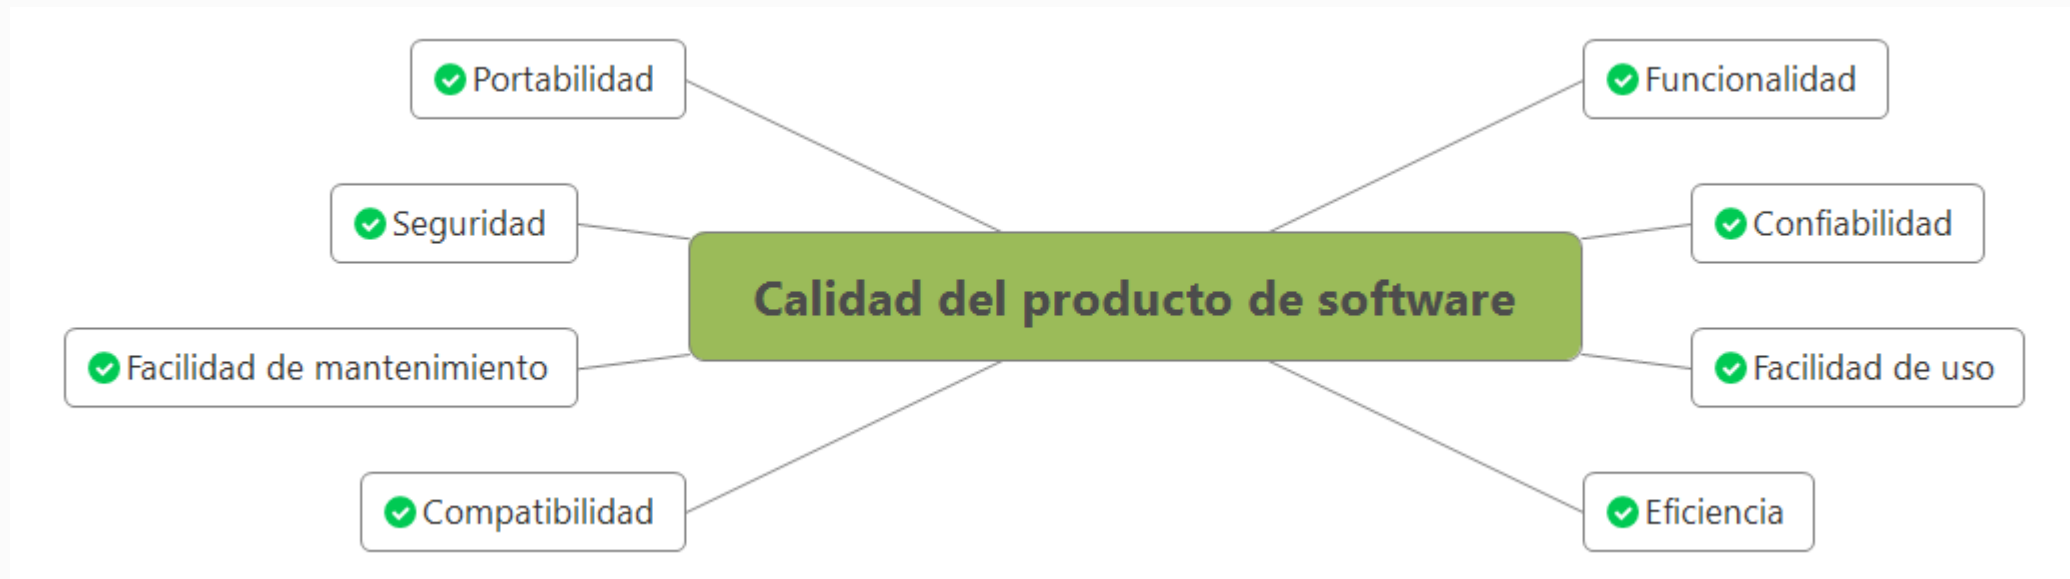 Portabilidad
Funcionalidad
Seguridad
Confiabilidad
Calidad del producto de software
Facilidad de mantenimiento
Facilidad de uso
Compatibilidad
Eficiencia